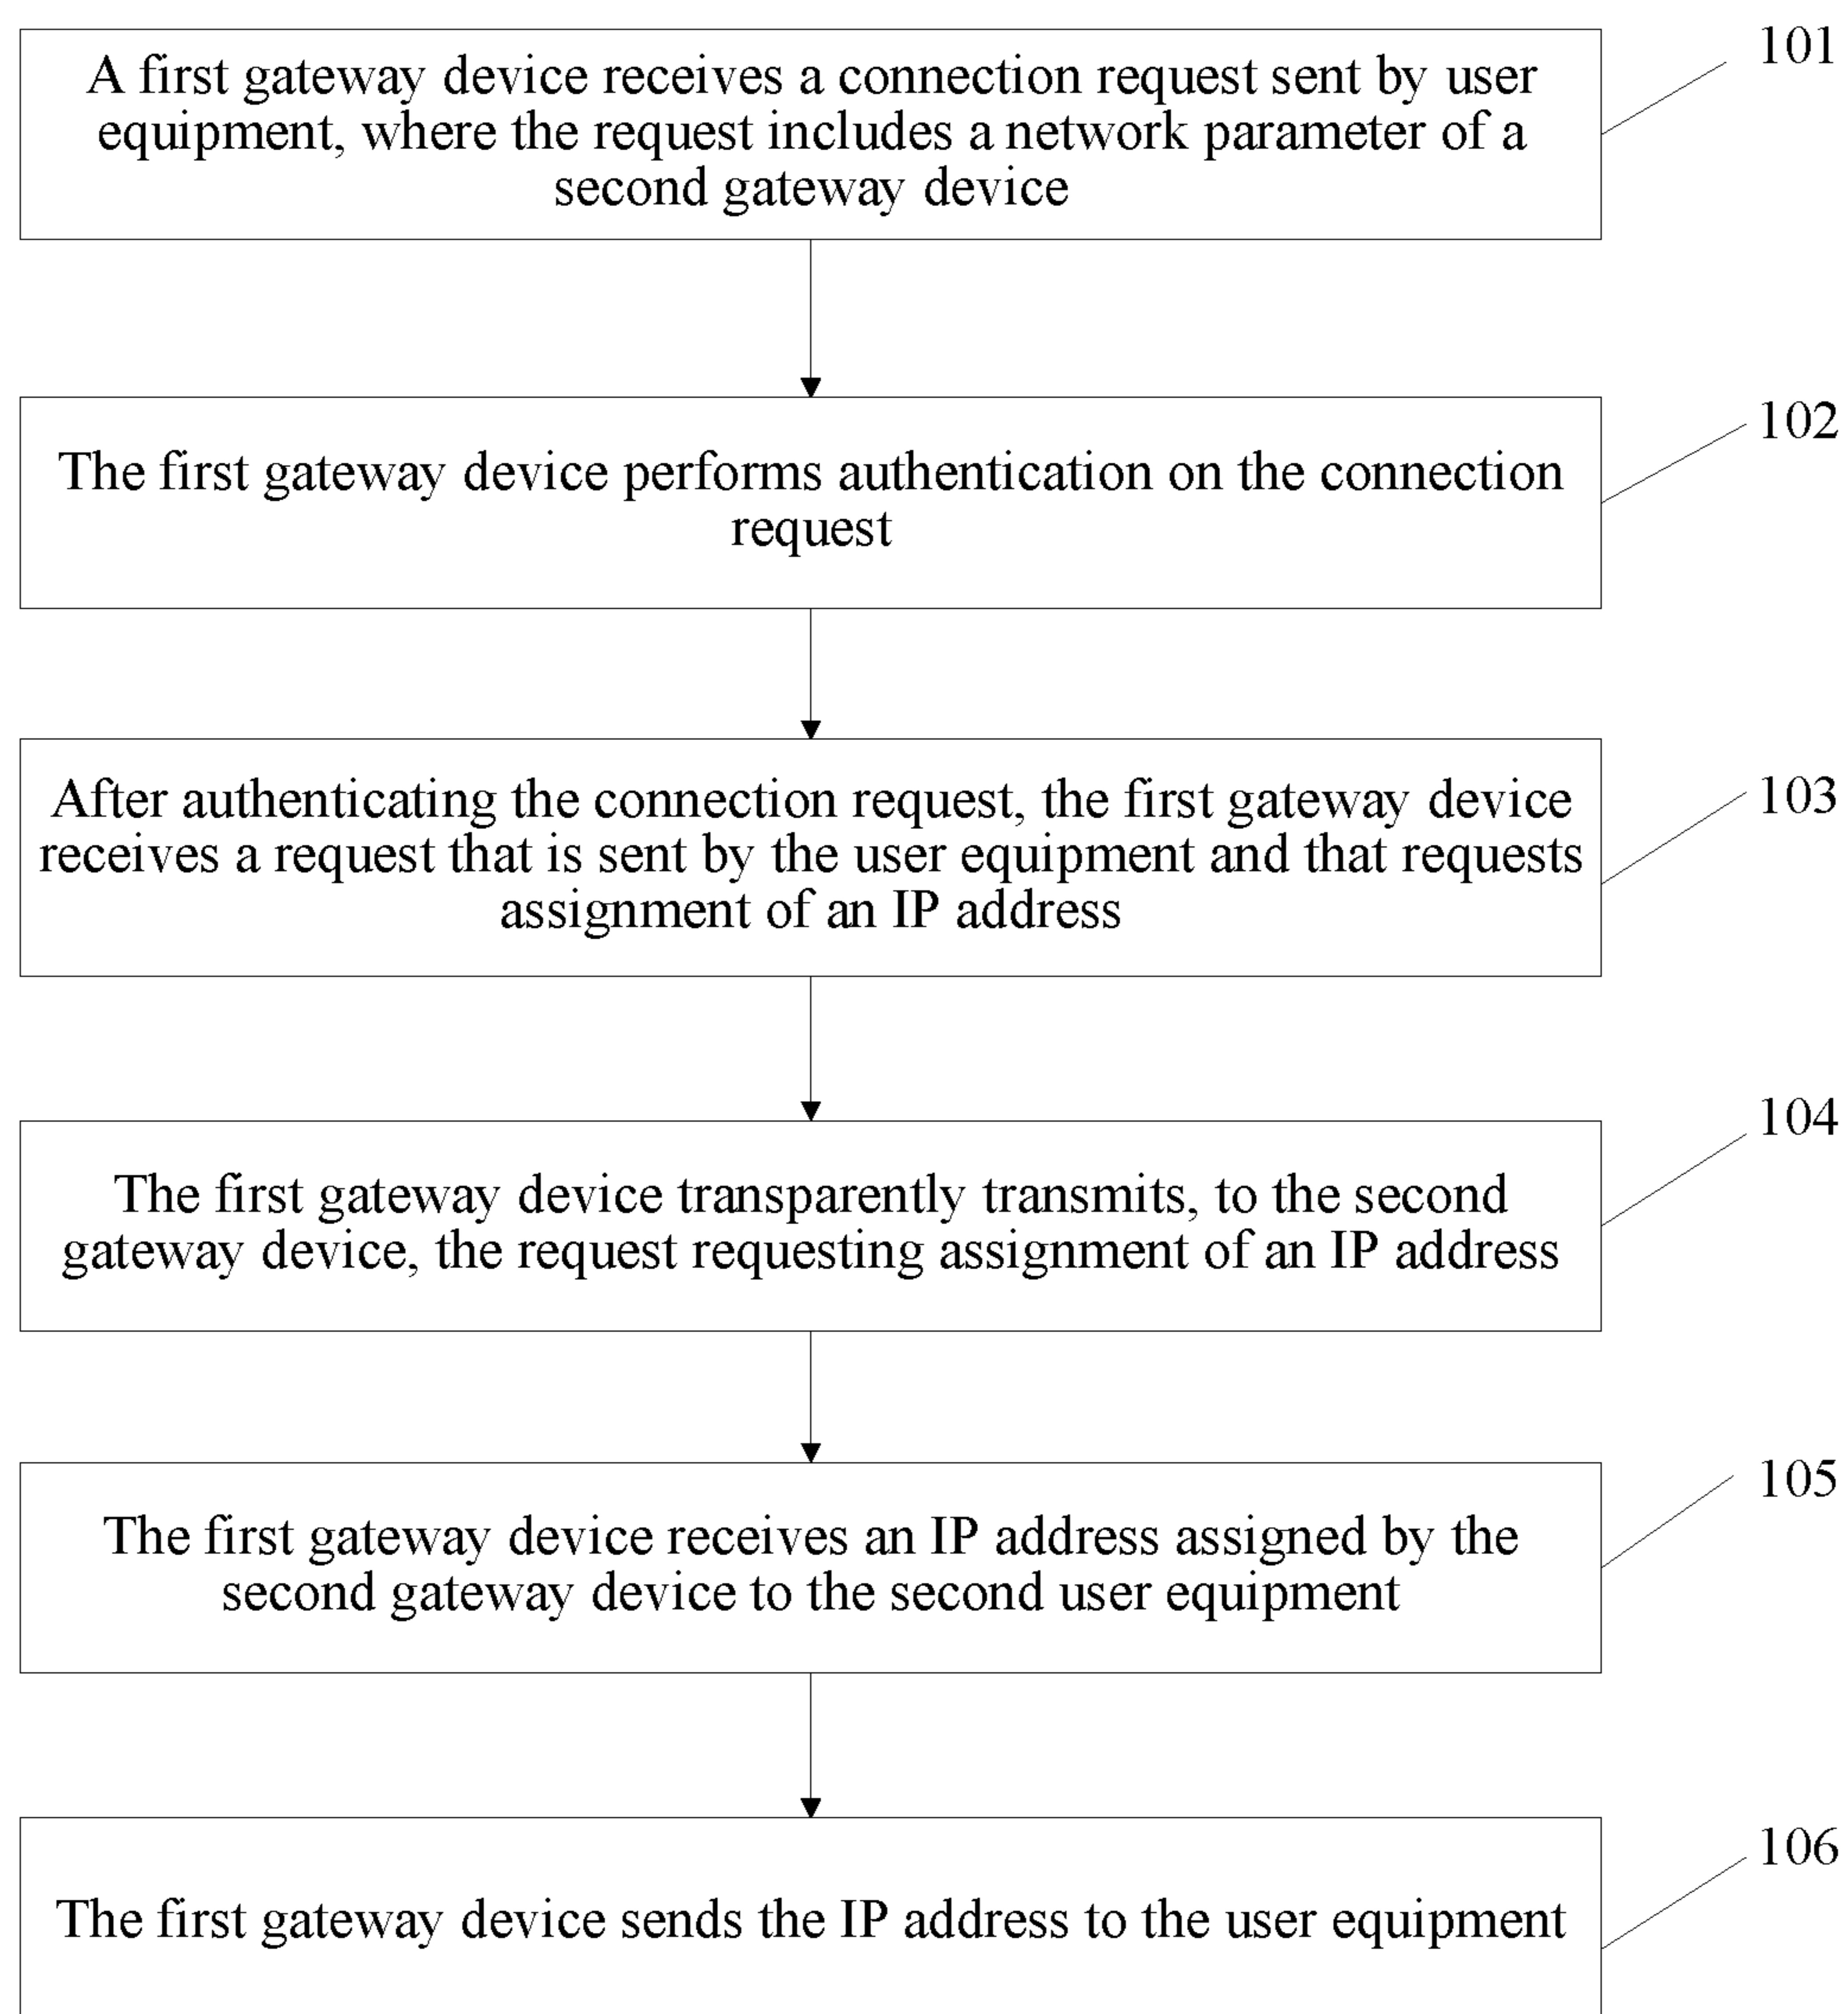 A first gateway device receives a connection request sent by user
equipment, where the request includes a network parameter of a
second gateway device
101
The first gateway device performs authentication on the connection
request
102
After authenticating the connection request, the first gateway device
receives a request that is sent by the user equipment and that requests
assignment of an IP address
103
The first gateway device transparently transmits, to the second
gateway device, the request requesting assignment of an IP address
104
The first gateway device receives an IP address assigned by the
second gateway device to the second user equipment
105
The first gateway device sends the IP address to the user equipment
106